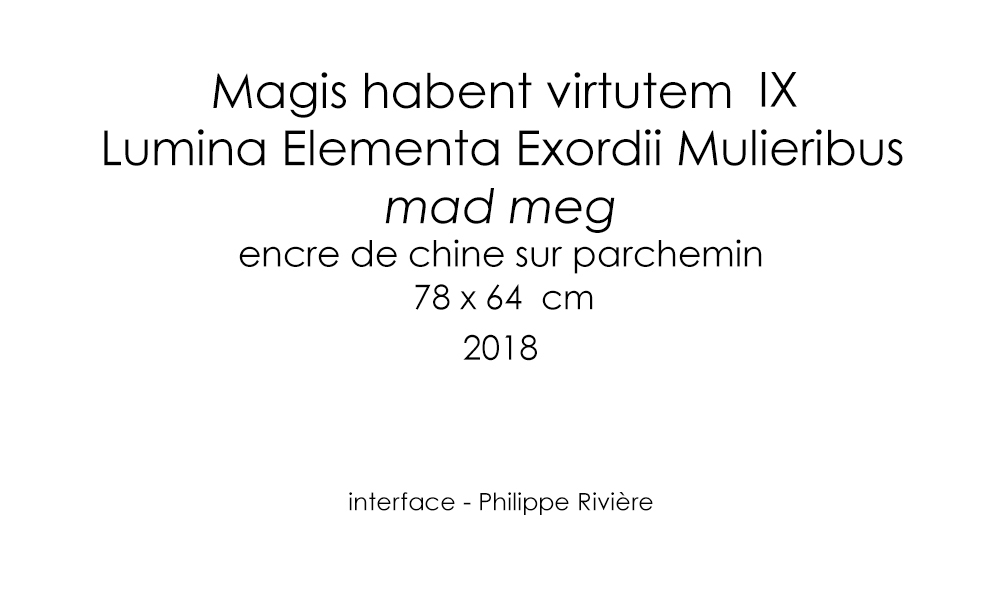 Magis habent virtutem IX
Lumina Elementa Exordii Mulieribus
mad meg
encre de chine sur parchemin
78 x 64 cm
2018
interface - Philippe Rivière